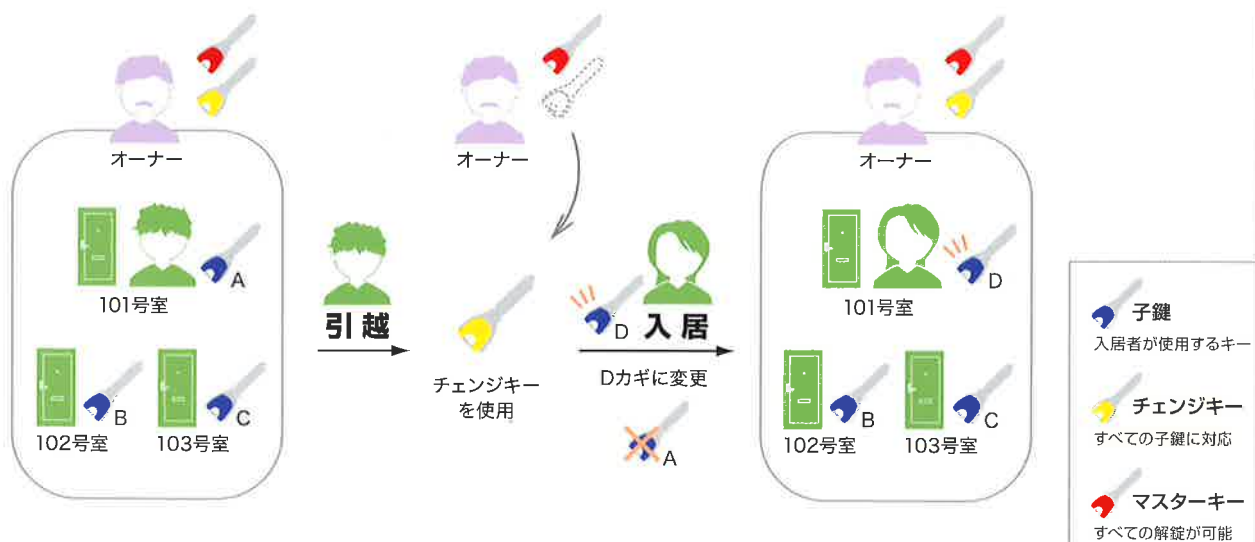 オーナー
101号室
A
102号室
B
103号室
C
引越
オーナー
チェンジキー
を使用
D
入居
Dカギに変更
A
オーナー
101号室
D
102号室
B
103号室
C
子鍵
入居者が使用するキー
チェンジキー
すべての子鍵に対応
マスターキー
すべての解錠が可能